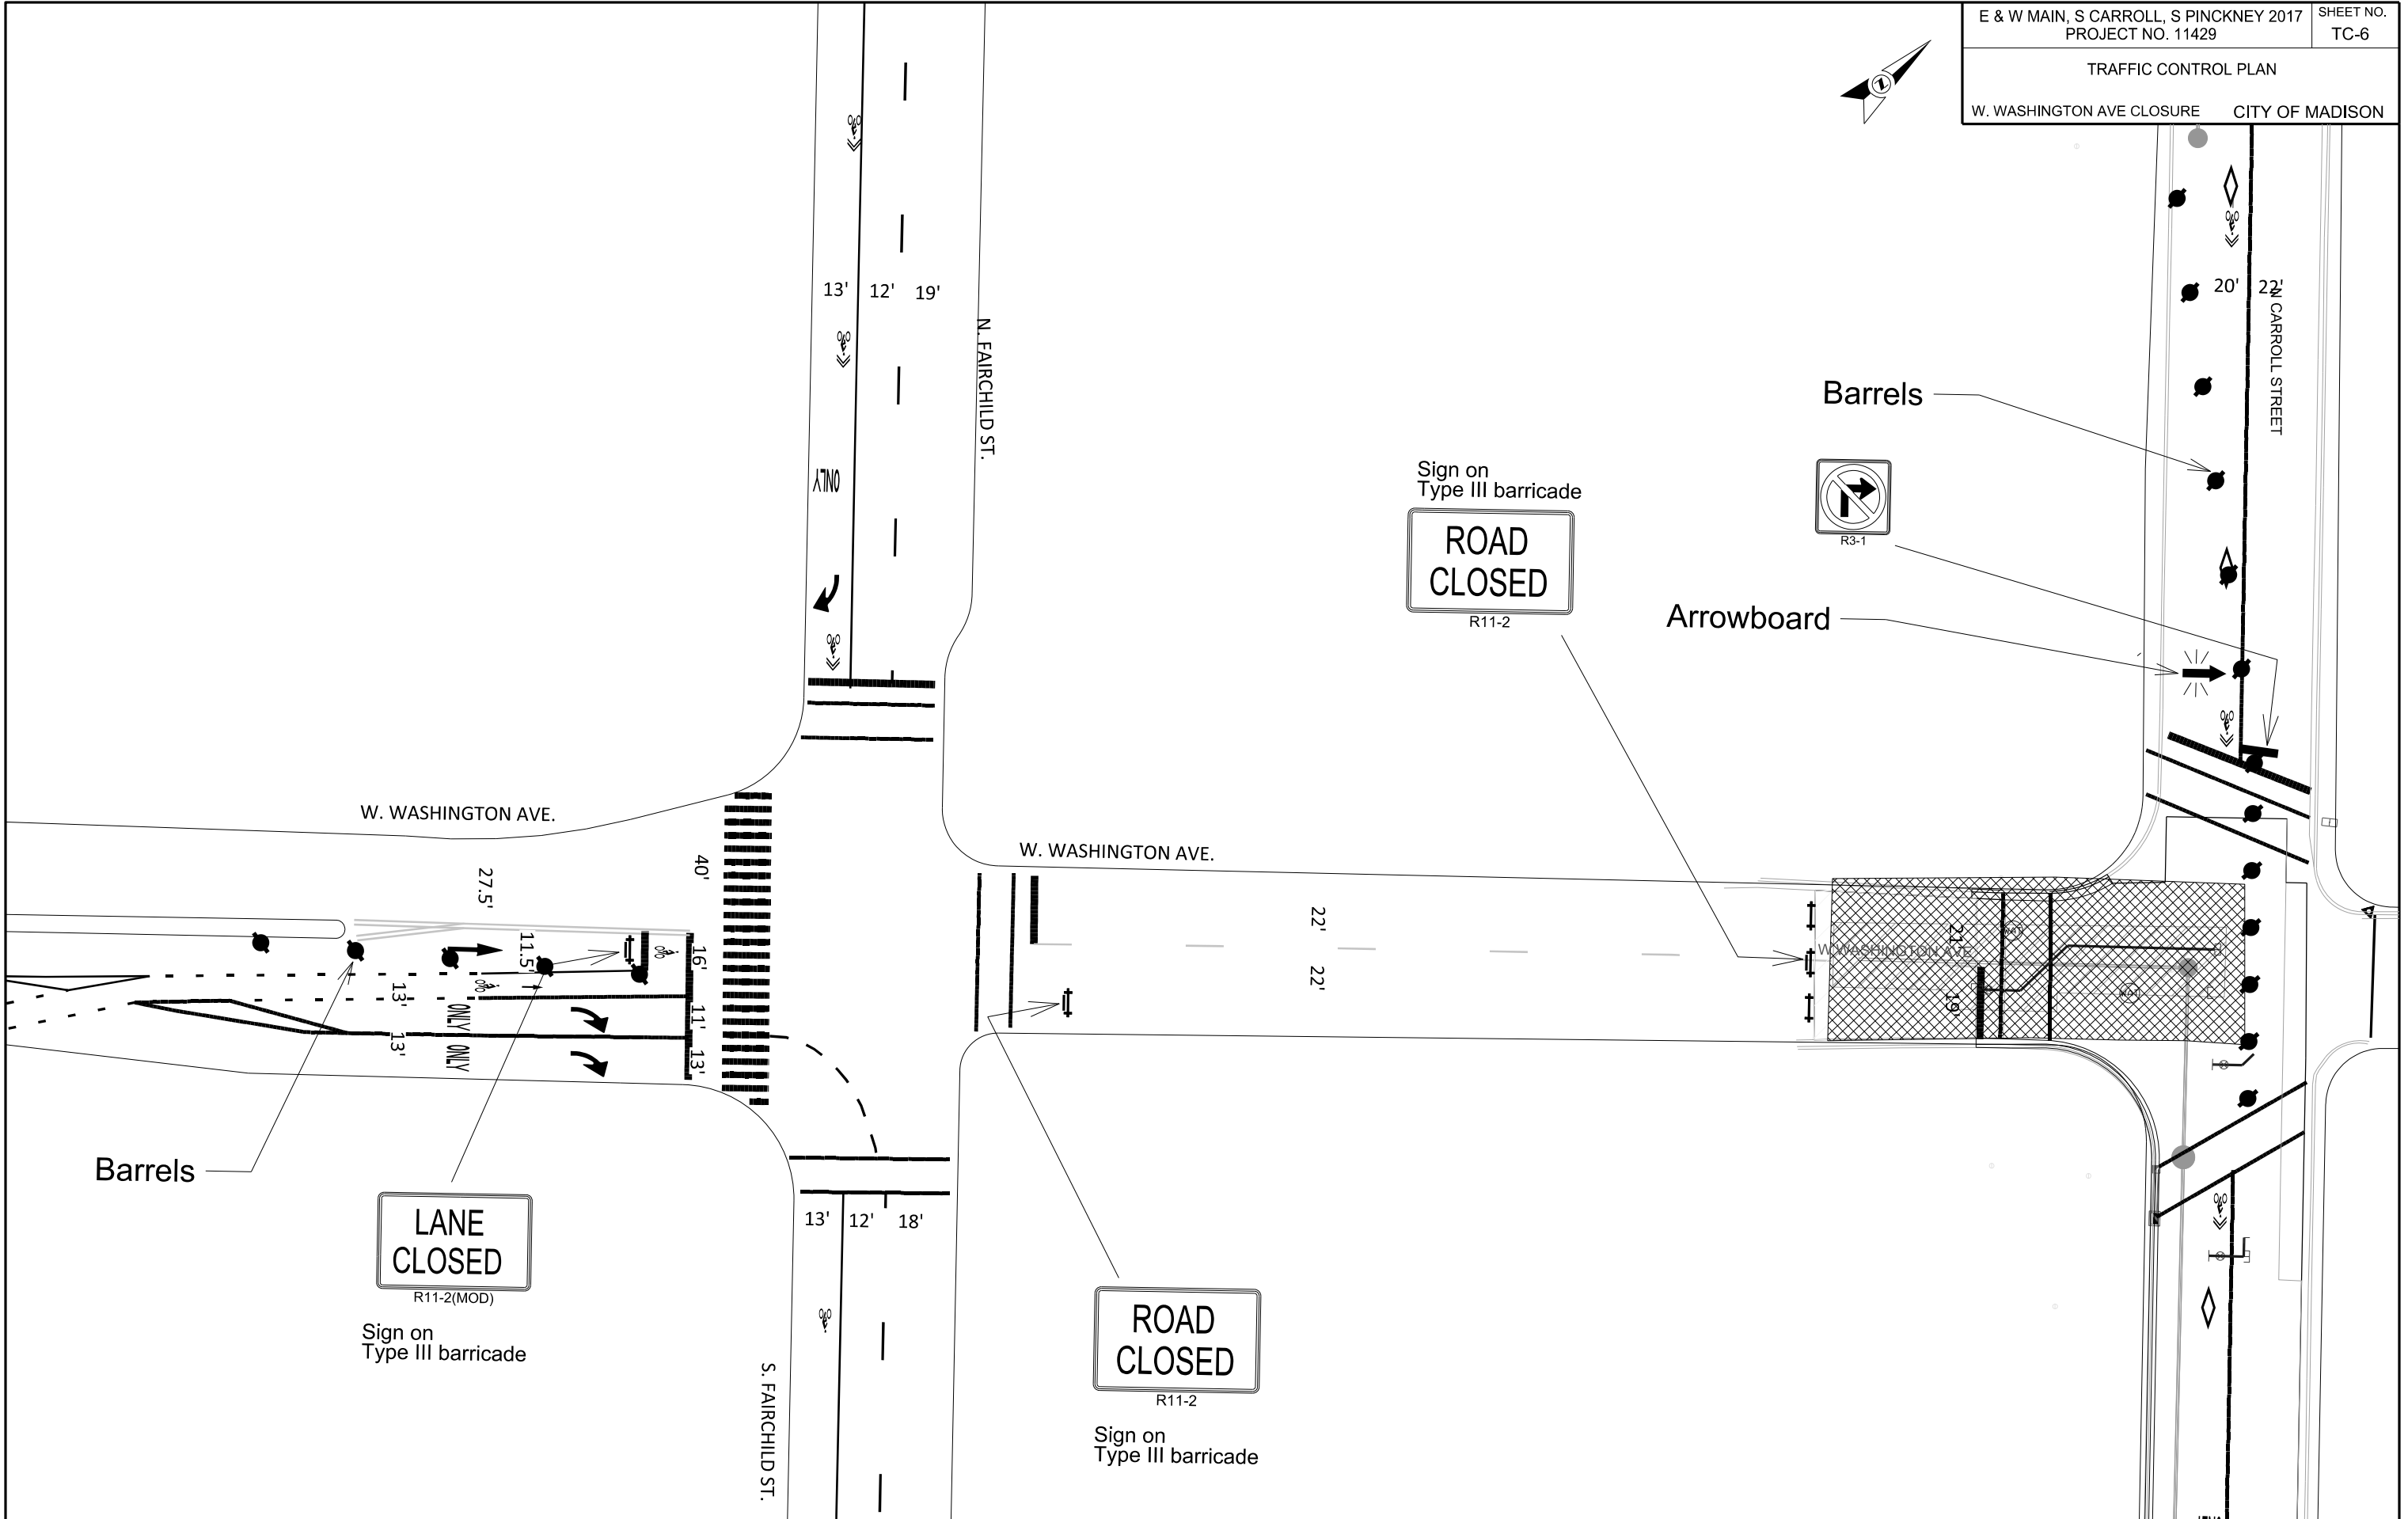 E & W MAIN, S CARROLL, S PINCKNEY 2017
PROJECT NO. 11429
SHEET NO.
TC-6
TRAFFIC CONTROL PLAN
W. WASHINGTON AVE CLOSURE
CITY OF MADISON
13' 12' 19'
N. FAIRCHILD ST.
ONLY
20' 22'
N CARROLL STREET
Barrels
R3-1
Sign on
Type III barricade
ROAD
CLOSED
R11-2
Arrowboard
W. WASHINGTON AVE.
27.5'
40'
W. WASHINGTON AVE.
22'
22'
11.5'
16'
13'
11'
13'
13'
ONLY
ONLY
W WASHINGTON AVE
21'
19'
Barrels
LANE
CLOSED
R11-2(MOD)
Sign on
Type III barricade
13' 12' 18'
S. FAIRCHILD ST.
ROAD
CLOSED
R11-2
Sign on
Type III barricade